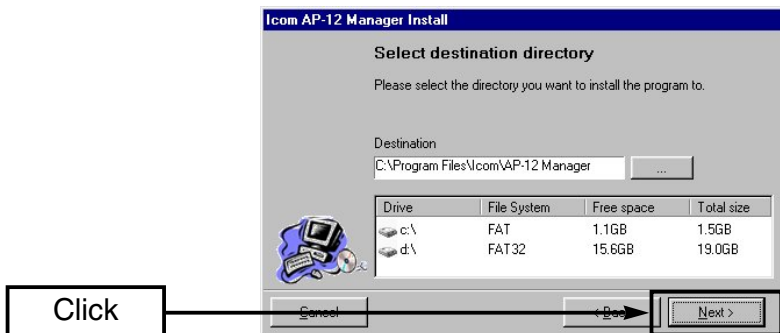 Icom AP-12 Manager Install
Select destination directory
Please select the directory you want to install the program to.
Destination
C:\Program Files\Icom\AP-12 Manager ...
Drive File System Free space Total size
c:\ FAT 1.1GB 1.5GB
d:\ FAT32 15.6GB 19.0GB
Click Cancel < Back Next >